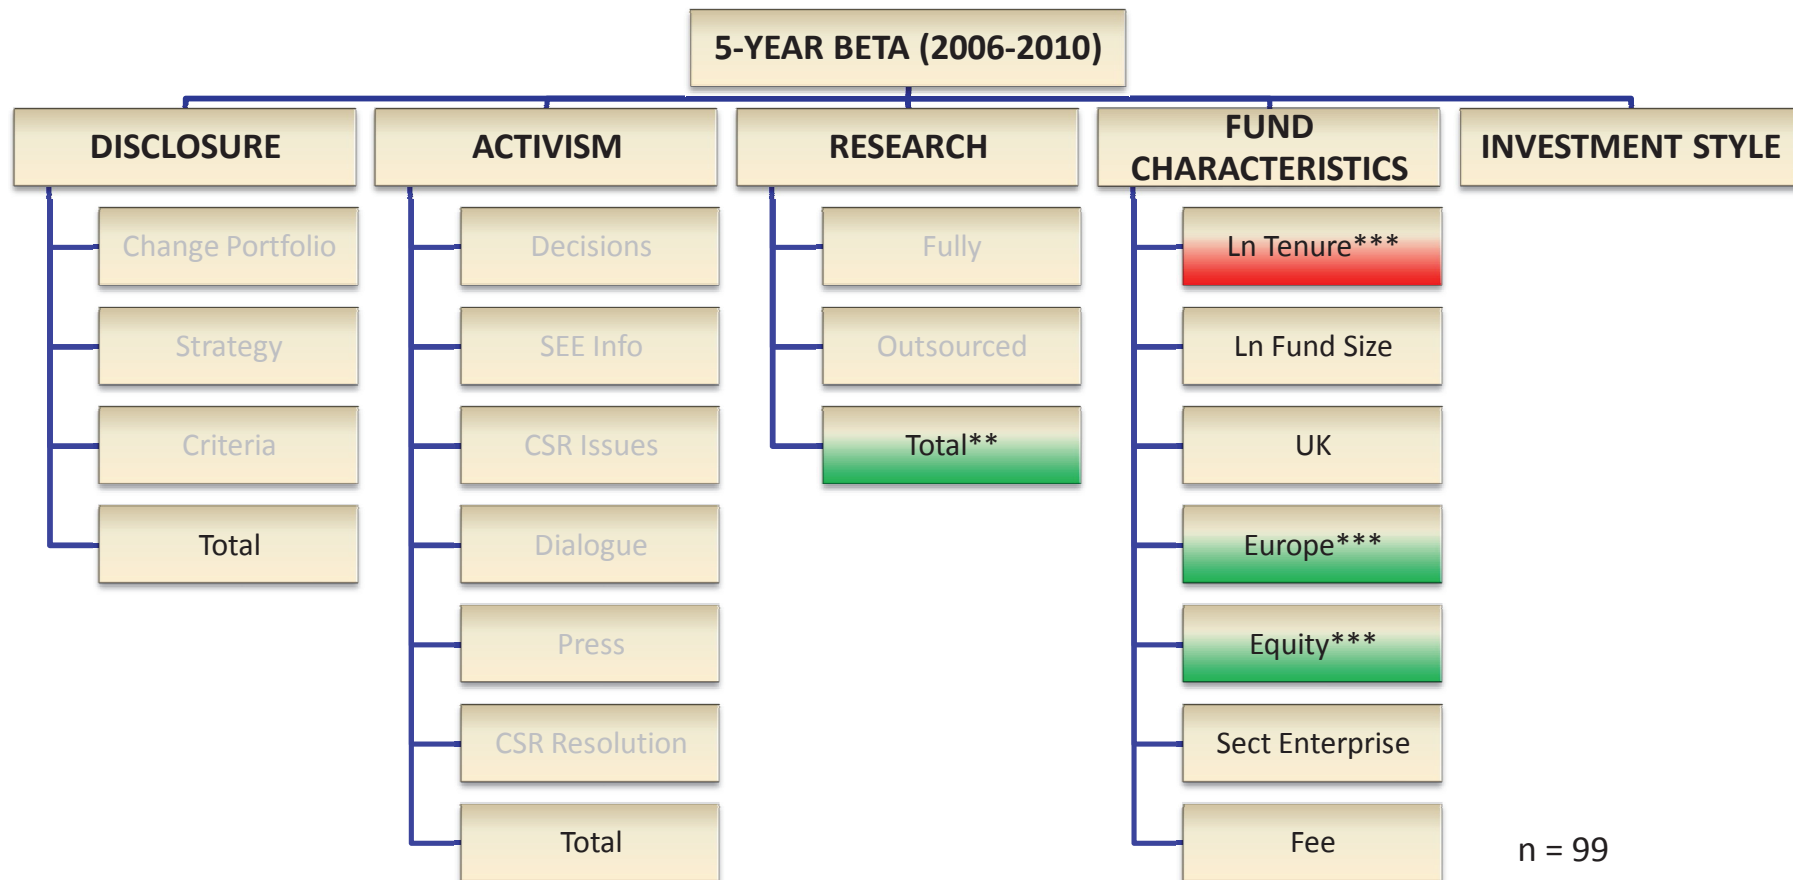 5-YEAR BETA (2006-2010)
DISCLOSURE
Change Portfolio
Strategy
Criteria
Total
ACTIVISM
Decisions
SEE Info
CSR Issues
Dialogue
Press
CSR Resolution
Total
RESEARCH
Fully
Outsourced
Total**
FUND
CHARACTERISTICS
Ln Tenure***
Ln Fund Size
UK
Europe***
Equity***
Sect Enterprise
Fee
INVESTMENT STYLE
n = 99